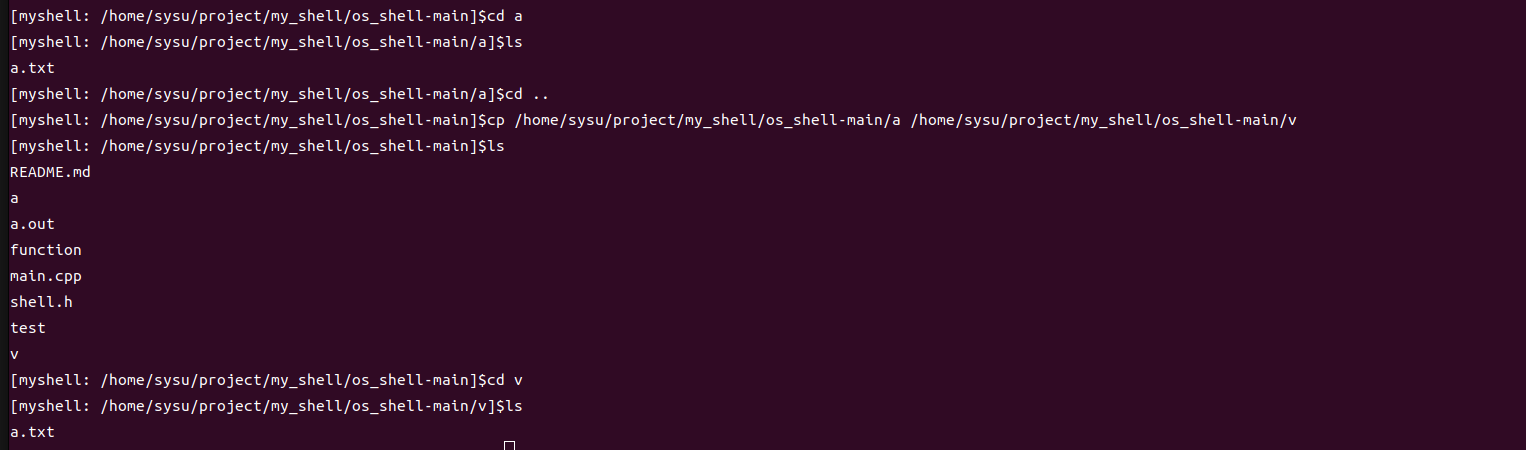 [myshell: /home/sysu/project/my_shell/os_shell-main]$cd a
[myshell: /home/sysu/project/my_shell/os_shell-main/a]$ls
a.txt
[myshell: /home/sysu/project/my_shell/os_shell-main/a]$cd ..
[myshell: /home/sysu/project/my_shell/os_shell-main]$cp /home/sysu/project/my_shell/os_shell-main/a /home/sysu/project/my_shell/os_shell-main/v
[myshell: /home/sysu/project/my_shell/os_shell-main]$ls
README.md
a
a.out
function
main.cpp
shell.h
test
v
[myshell: /home/sysu/project/my_shell/os_shell-main]$cd v
[myshell: /home/sysu/project/my_shell/os_shell-main/v]$ls
a.txt